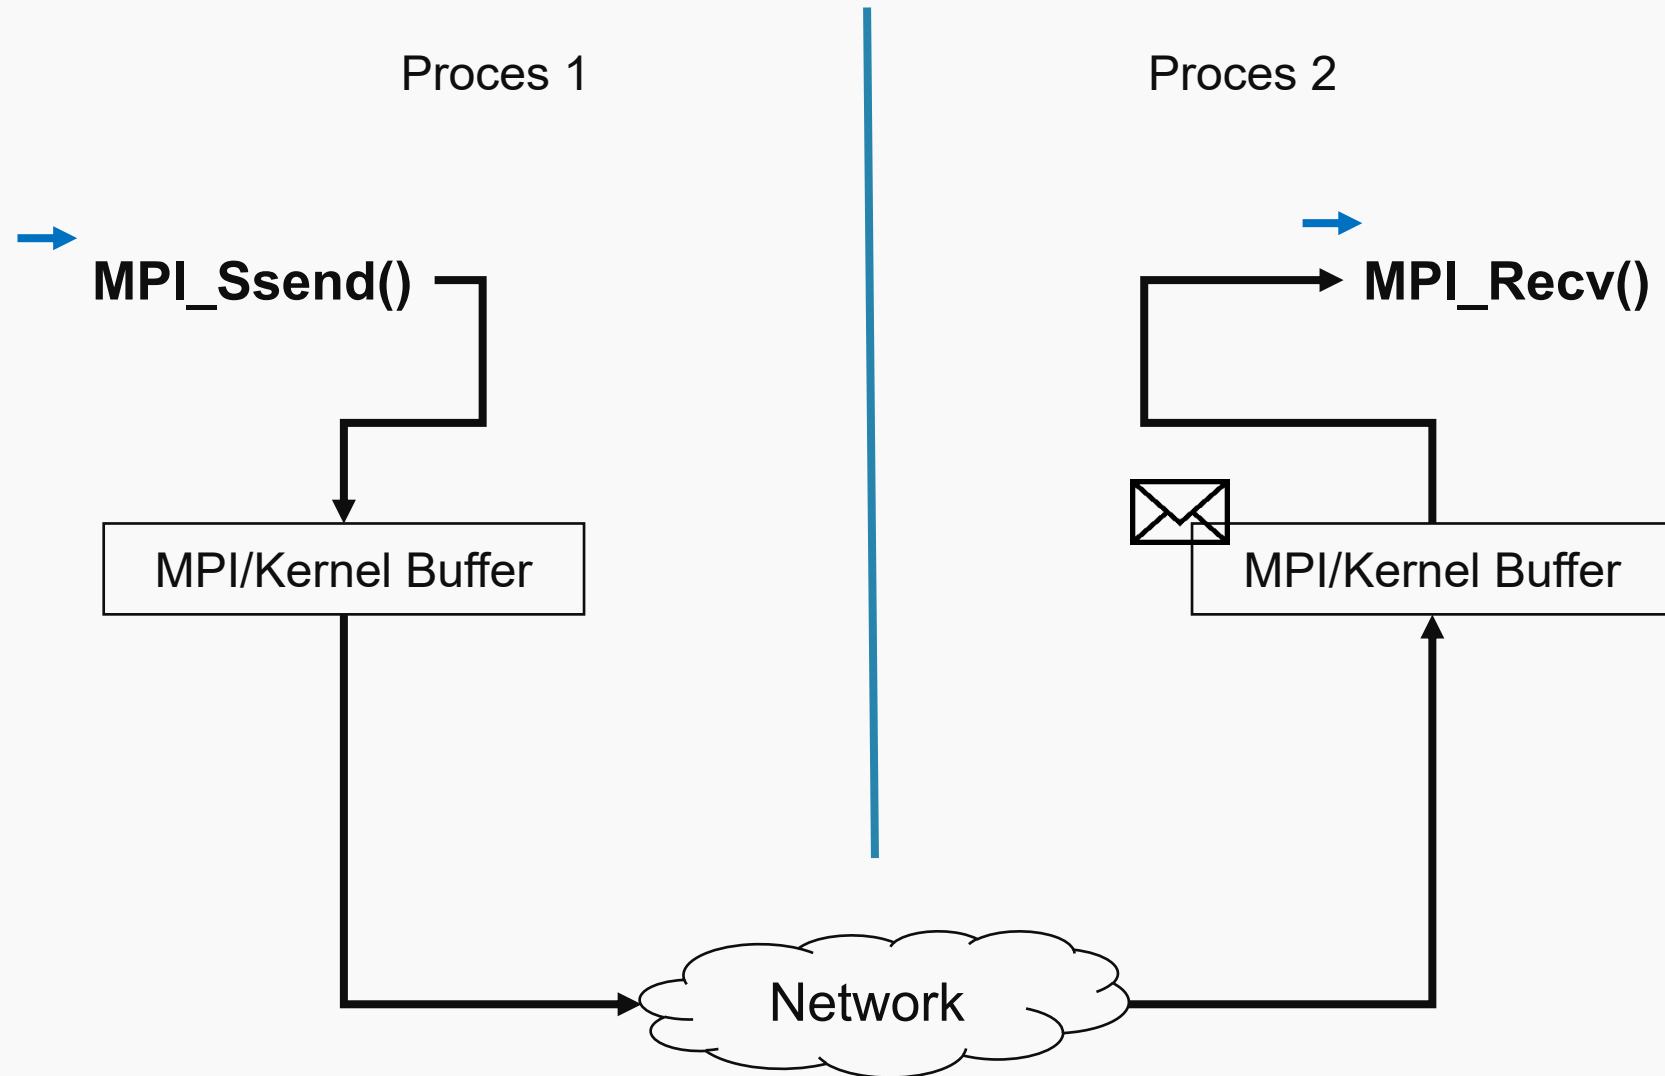 Proces 1
Proces 2
MPI_Ssend()
MPI_Recv()
MPI/Kernel Buffer
MPI/Kernel Buffer
Network